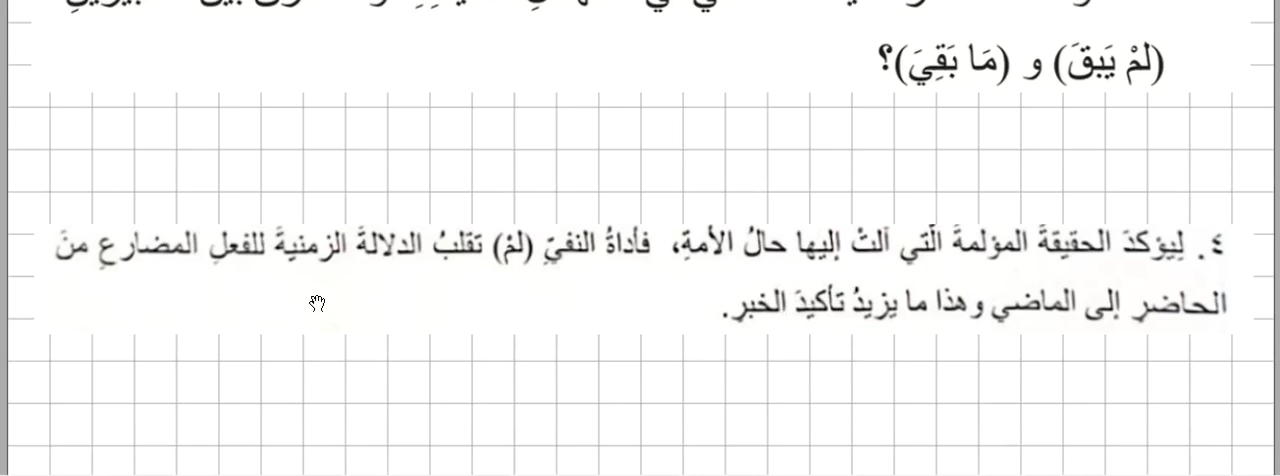 (لمْ يَبقَ) و (مَا بَقِيَ)؟
٤. لِيؤكدَ الحقيقةَ المؤلمةَ الّتي آلتْ إليها حالُ الأمةِ، فأداةُ النفيّ (لمْ) تقلبُ الدلالةَ الزمنيةَ للفعلِ المضارعِ منَ
الحاضرِ إلى الماضي وهذا ما يزيدُ تأكيدَ الخبرِ.